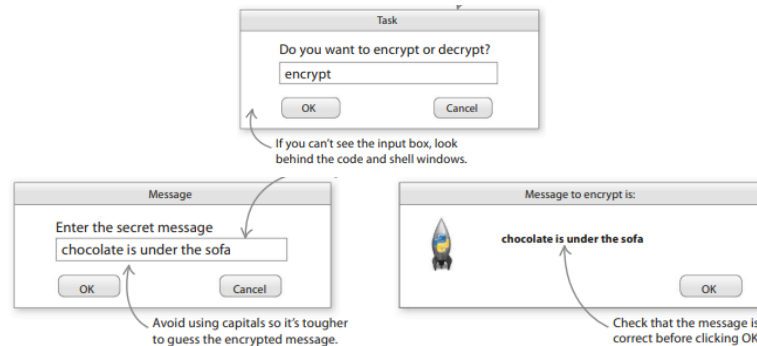 Task
Do you want to encrypt or decrypt?
encrypt
OK
Cancel
If you can't see the input box, look
behind the code and shell windows.
Message
Enter the secret message
chocolate is under the sofa
OK
Cancel
Avoid using capitals so it's tougher
to guess the encrypted message.
Message to encrypt is:
chocolate is under the sofa
OK
Check that the message is
correct before clicking OK